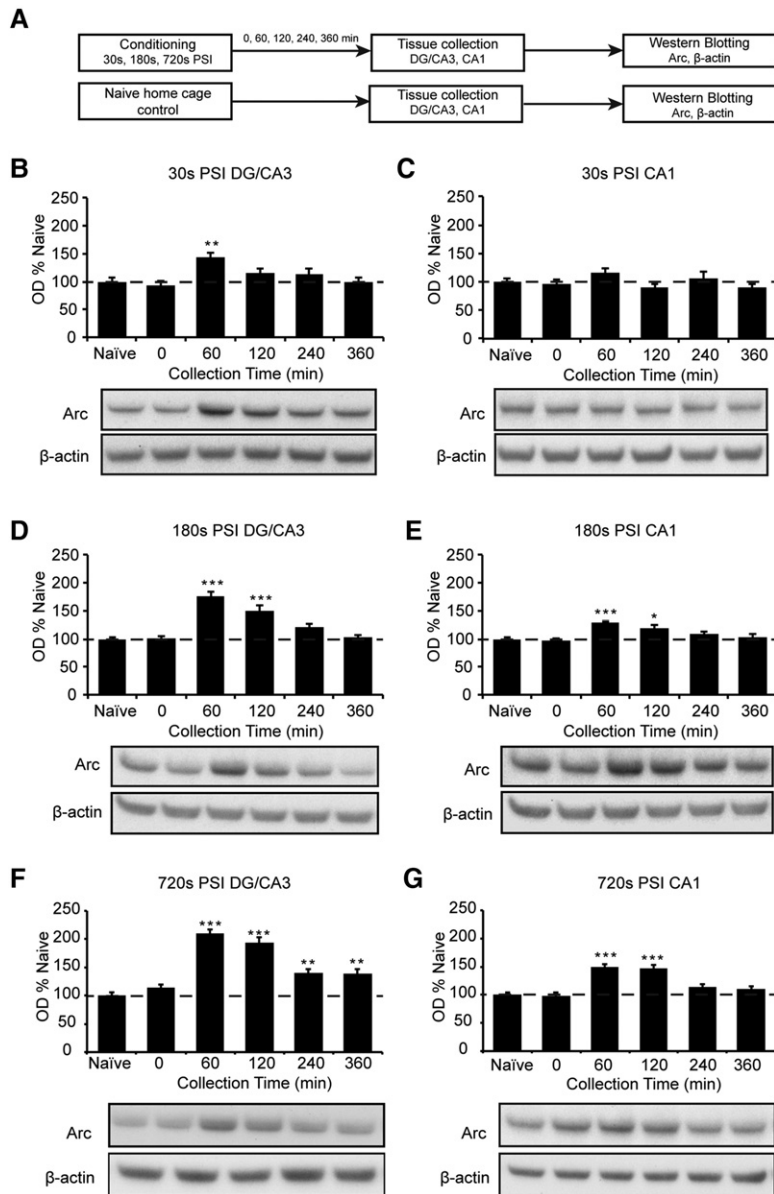 A
Conditioning
30s, 180s, 720s PSI
0, 60, 120, 240, 360 min
Tissue collection
DG/CA3, CA1
Western Blotting
Arc, β-actin
Naive home cage
control
Tissue collection
DG/CA3, CA1
Western Blotting
Arc, β-actin
B
30s PSI DG/CA3
OD % Naive
250
200
150
100
50
0
**
Naïve 0 60 120 240 360
Collection Time (min)
Arc
β-actin
C
30s PSI CA1
OD % Naive
250
200
150
100
50
0
Naïve 0 60 120 240 360
Collection Time (min)
Arc
β-actin
D
180s PSI DG/CA3
OD % Naive
250
200
150
100
50
0
*** ***
Naïve 0 60 120 240 360
Collection Time (min)
Arc
β-actin
E
180s PSI CA1
OD % Naive
250
200
150
100
50
0
*** *
Naïve 0 60 120 240 360
Collection Time (min)
Arc
β-actin
F
720s PSI DG/CA3
OD % Naive
250
200
150
100
50
0
*** *** ** **
Naïve 0 60 120 240 360
Collection Time (min)
Arc
β-actin
G
720s PSI CA1
OD % Naive
250
200
150
100
50
0
*** ***
Naïve 0 60 120 240 360
Collection Time (min)
Arc
β-actin